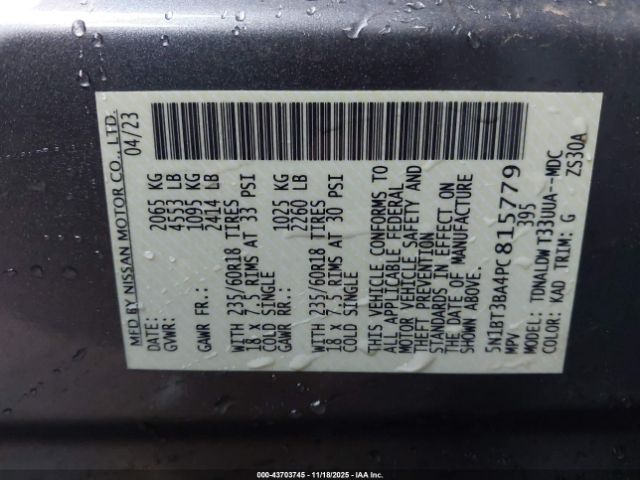 MFD BY NISSAN MOTOR CO., LTD.
DATE: 04/23
GVWR: 2065 KG
4553 LB
GAWR FR.: 1095 KG
2414 LB
WITH 235/60R18 TIRES
18 X 7.5 RIMS AT 33 PSI
COLD SINGLE
GAWR RR.: 1025 KG
2260 LB
WITH 235/60R18 TIRES
18 X 7.5 RIMS AT 30 PSI
COLD SINGLE
THIS VEHICLE CONFORMS TO
ALL APPLICABLE FEDERAL
MOTOR VEHICLE SAFETY AND
THEFT PREVENTION
STANDARDS IN EFFECT ON
THE DATE OF MANUFACTURE
SHOWN ABOVE.
5N1BT3BA4PC815779
MPV 395
MODEL: TDNALDWT33UUA--MDC
COLOR: KAD TRIM: G ZS30A
000-43703745 - 11/18/2025 - IAA Inc.